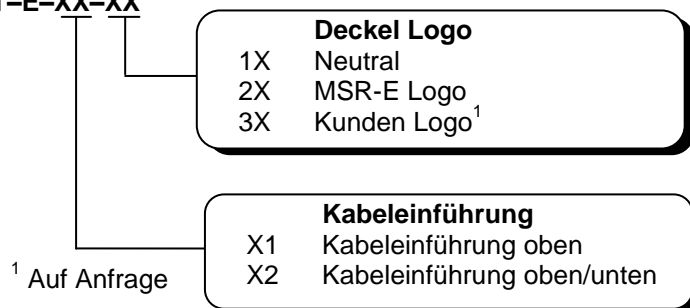 –E–XX–XX
Deckel Logo
1X Neutral
2X MSR-E Logo
3X Kunden Logo¹
Kabeleinführung
X1 Kabeleinführung oben
X2 Kabeleinführung oben/unten
¹ Auf Anfrage